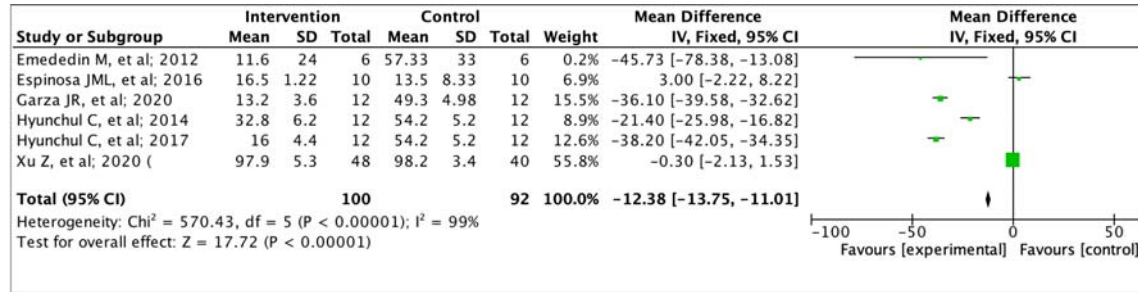 Intervention Control Mean Difference Mean Difference
Study or Subgroup Mean SD Total Mean SD Total Weight IV, Fixed, 95% CI IV, Fixed, 95% CI
Emededin M, et al; 2012 11.6 24 6 57.33 33 6 0.2% -45.73 [-78.38, -13.08]
Espinosa JML, et al; 2016 16.5 1.22 10 13.5 8.33 10 6.9% 3.00 [-2.22, 8.22]
Garza JR, et al; 2020 13.2 3.6 12 49.3 4.98 12 15.5% -36.10 [-39.58, -32.62]
Hyunchul C, et al; 2014 32.8 6.2 12 54.2 5.2 12 8.9% -21.40 [-25.98, -16.82]
Hyunchul C, et al; 2017 16 4.4 12 54.2 5.2 12 12.6% -38.20 [-42.05, -34.35]
Xu Z, et al; 2020 ( 97.9 5.3 48 98.2 3.4 40 55.8% -0.30 [-2.13, 1.53]
Total (95% CI) 100 92 100.0% -12.38 [-13.75, -11.01]
Heterogeneity: Chi² = 570.43, df = 5 (P < 0.00001); I² = 99%
Test for overall effect: Z = 17.72 (P < 0.00001)
-100 -50 0 50
Favours [experimental] Favours [control]